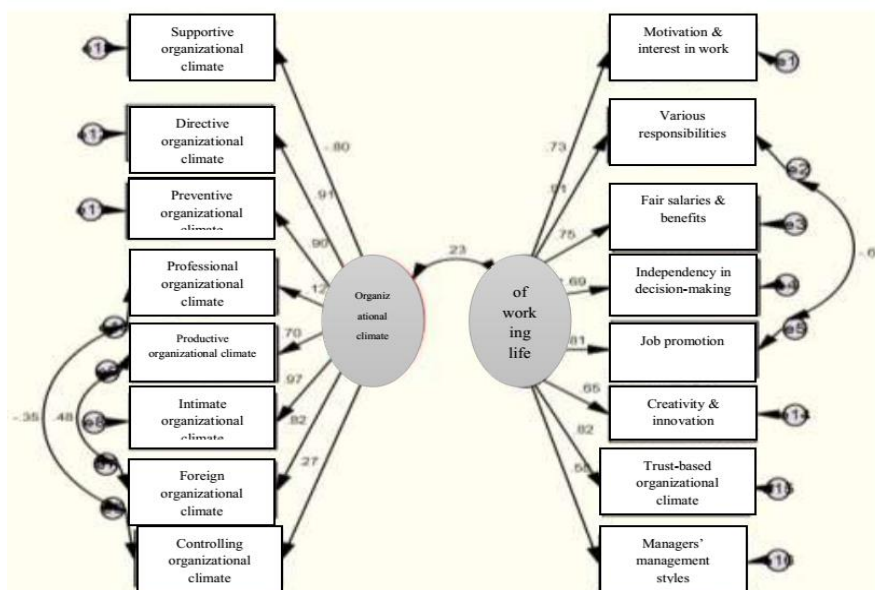 Supportive
organizational
climate
Directive
organizational
climate
Preventive
organizational
climate
Professional
organizational
climate
Productive
organizational climate
Intimate
organizational
climate
Foreign
organizational
climate
Controlling
organizational
climate
-.80
.91
.90
.12
.70
.97
.82
.27
-.35
.48
e8
Organiz
ational
climate
.23
of
work
ing
life
.73
.91
.75
.69
.81
.65
.82
Motivation &
interest in work
Various
responsibilities
Fair salaries &
benefits
Independency in
decision-making
Job promotion
Creativity &
innovation
Trust-based
organizational
climate
Managers’
management
styles
e1
e2
e3
e4
e5
e14
e15
e16